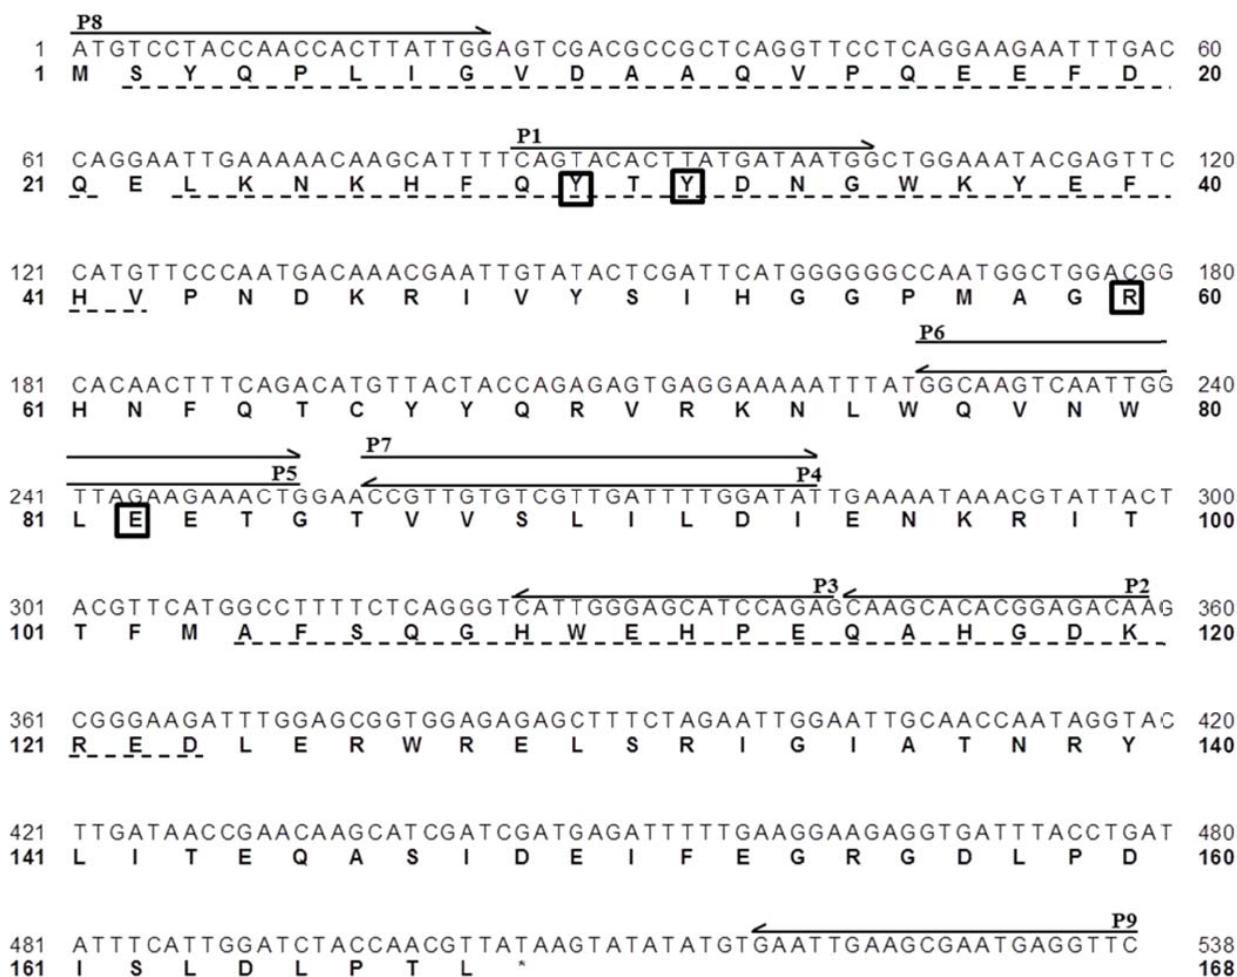 P8
1 ATGTCCTACCAACCACTTATTGGAGTCGACGCCGCTCAGGTTCCTCAGGAAGAATTTGAC 60
1 M S Y Q P L I G V D A A Q V P Q E E F D 20
P1
61 CAGGAATTGAAAAACAAGCATTTTCAGTACACTTATGATAATGGCTGGAAATACGAGTTC 120
21 Q E L K N K H F Q Y T Y D N G W K Y E F 40
121 CATGTTCCCAATGACAAACGAATTGTATACTCGATTCATGGGGGGCCAATGGCTGGACGG 180
41 H V P N D K R I V Y S I H G G P M A G R 60
P6
181 CACAACTTTCAGACATGTTACTACCAGAGAGTGAGGAAAAATTTATGGCAAGTCAATTGG 240
61 H N F Q T C Y Y Q R V R K N L W Q V N W 80
P7
P5 P4
241 TTAGAAGAAACTGGAACCGTTGTGTCGTTGATTTTGGATATTGAAAATAAACGTATTACT 300
81 L E E T G T V V S L I L D I E N K R I T 100
P3 P2
301 ACGTTCATGGCCTTTTCTCAGGGTCATTGGGAGCATCCAGAGCAAGCACACGGAGACAAG 360
101 T F M A F S Q G H W E H P E Q A H G D K 120
361 CGGGAAGATTTGGAGCGGTGGAGAGAGCTTTCTAGAATTGGAATTGCAACCAATAGGTAC 420
121 R E D L E R W R E L S R I G I A T N R Y 140
421 TTGATAACCGAACAAGCATCGATCGATGAGATTTTTGAAGGAAGAGGTGATTTACCTGAT 480
141 L I T E Q A S I D E I F E G R G D L P D 160
P9
481 ATTTCATTGGATCTACCAACGTTATAAGTATATATGTGAATTGAAGCGAATGAGGTTC 538
161 I S L D L P T L * 168